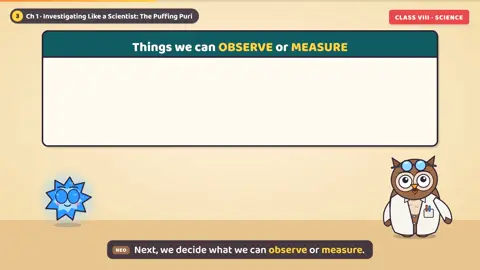 3 Ch 1 - Investigating Like a Scientist: The Puffing Puri
CLASS VIII - SCIENCE
Things we can OBSERVE or MEASURE
NEO Next, we decide what we can observe or measure.